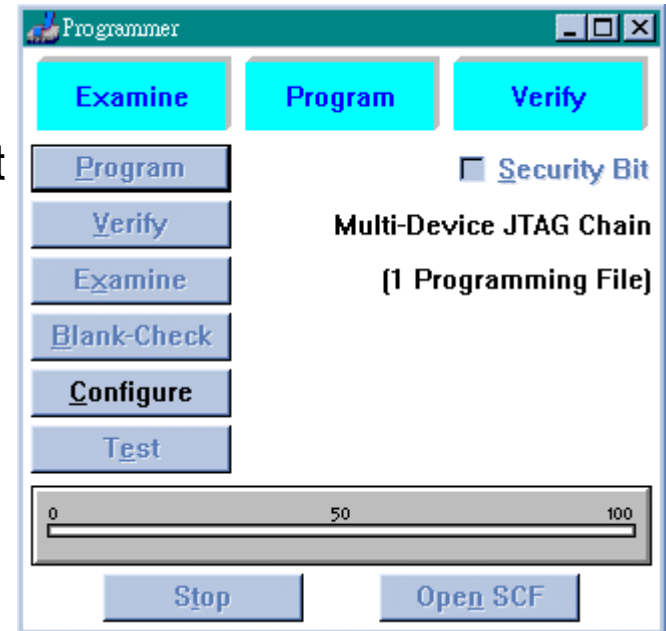 Programmer
Examine Program Verify
t
Program
Security Bit
Verify
Multi-Device JTAG Chain
Examine
(1 Programming File)
Blank-Check
Configure
Test
0 50 100
Stop Open SCF